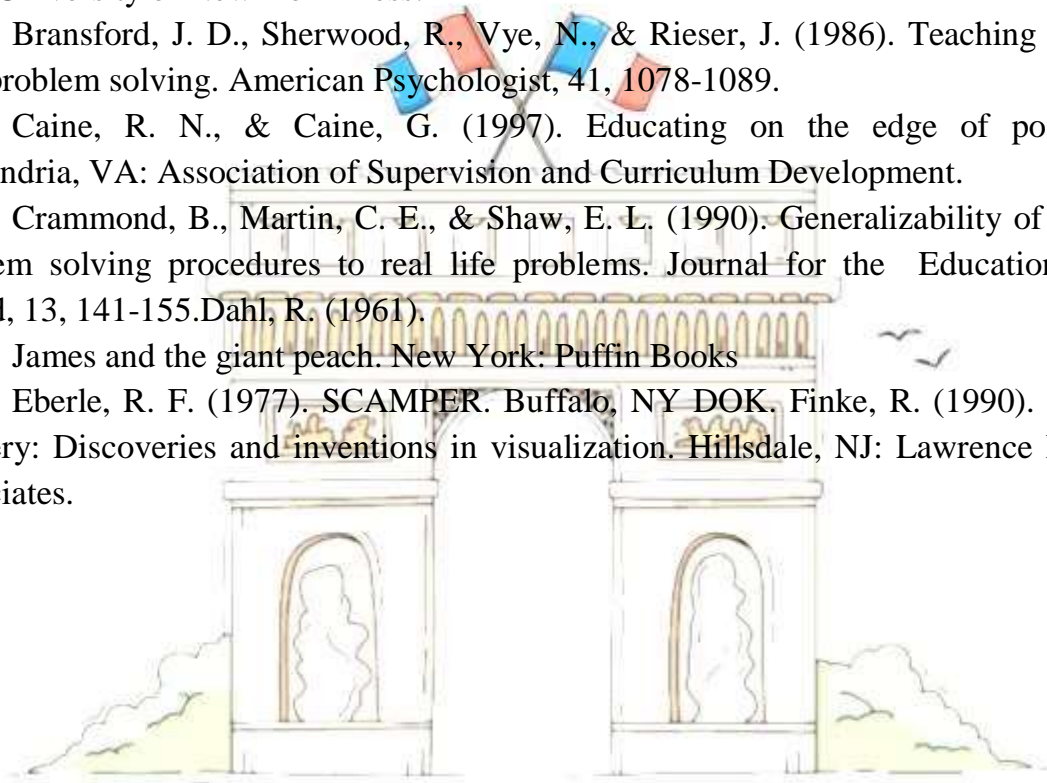 Bransford, J. D., Sherwood, R., Vye, N., & Rieser, J. (1986). Teaching
problem solving. American Psychologist, 41, 1078-1089.
Caine, R. N., & Caine, G. (1997). Educating on the edge of po
ndria, VA: Association of Supervision and Curriculum Development.
Crammond, B., Martin, C. E., & Shaw, E. L. (1990). Generalizability of
em solving procedures to real life problems. Journal for the Education
d, 13, 141-155.Dahl, R. (1961).
James and the giant peach. New York: Puffin Books
Eberle, R. F. (1977). SCAMPER. Buffalo, NY DOK. Finke, R. (1990).
ery: Discoveries and inventions in visualization. Hillsdale, NJ: Lawrence
iates.